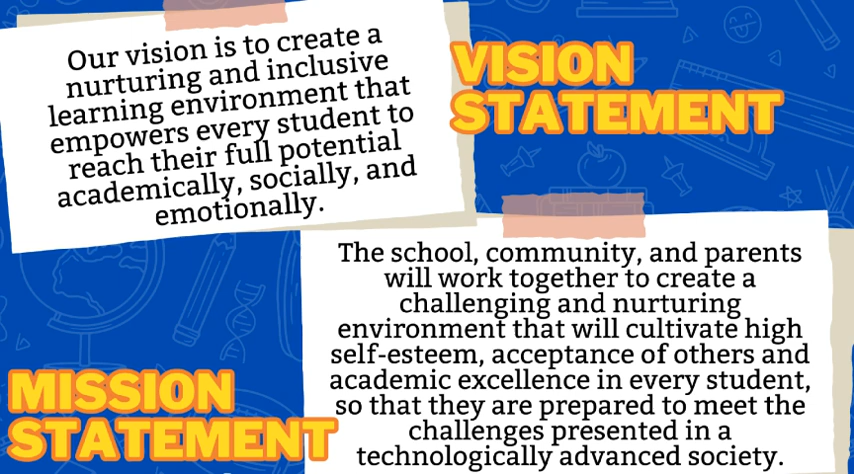 Our vision is to create a
nurturing and inclusive
learning environment that
empowers every student to
reach their full potential
academically, socially, and
emotionally.
VISION
STATEMENT
The school, community, and parents
will work together to create a
challenging and nurturing
environment that will cultivate high
self-esteem, acceptance of others and
academic excellence in every student,
so that they are prepared to meet the
challenges presented in a
technologically advanced society.
MISSION
STATEMENT